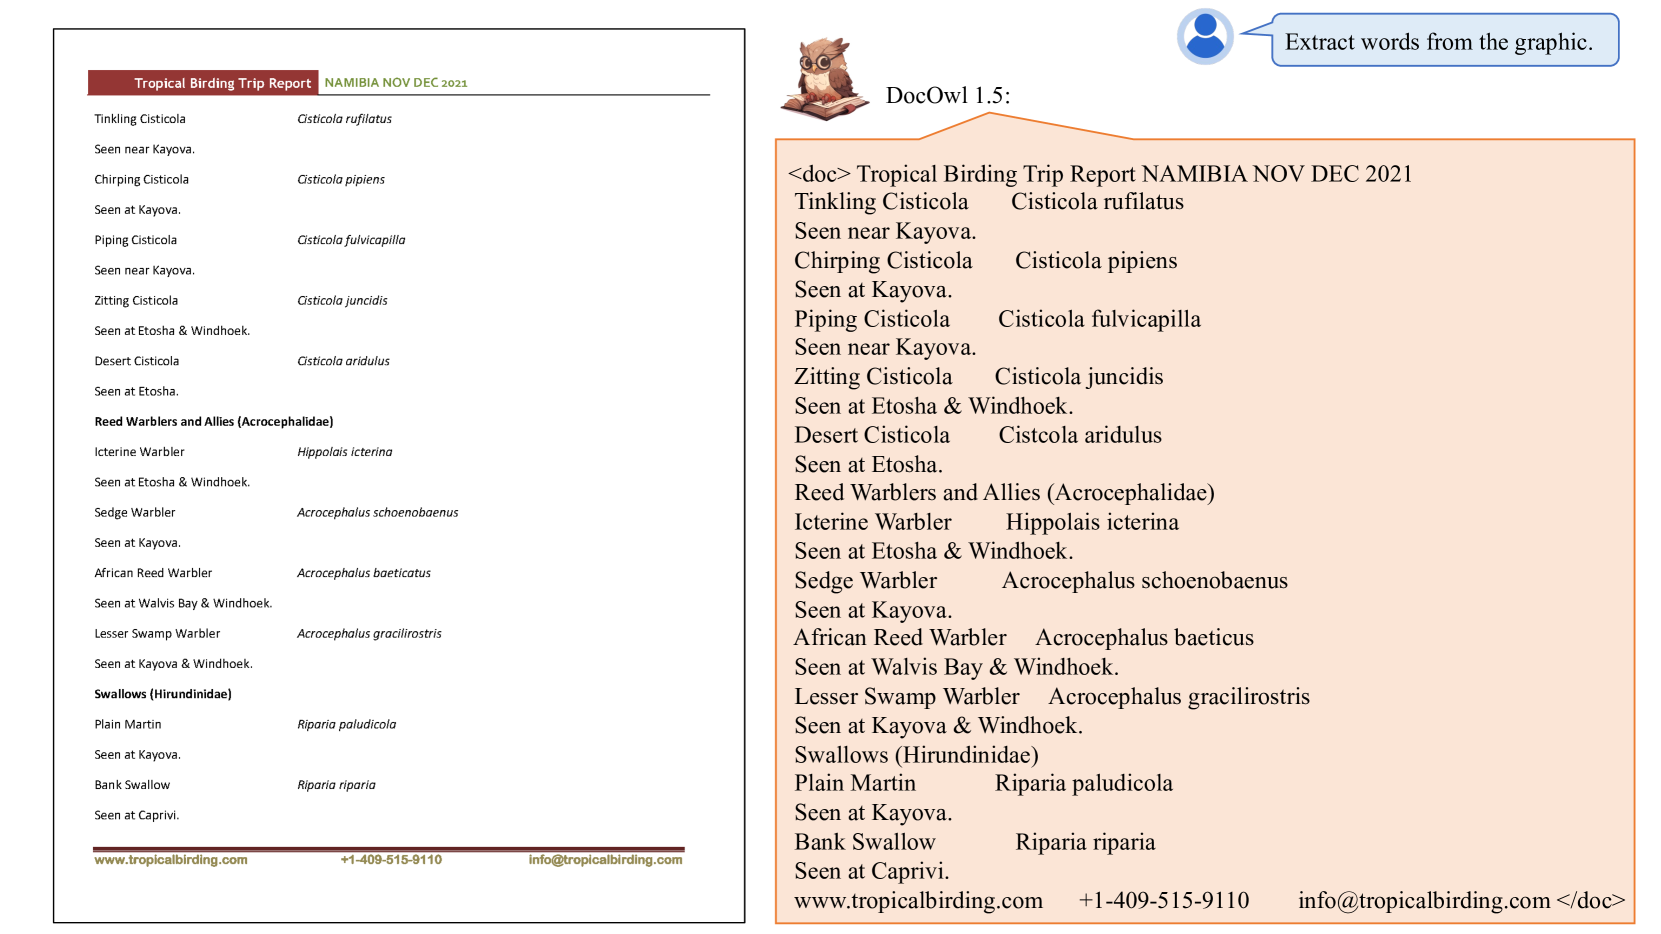 Tropical Birding Trip Report NAMIBIA NOV DEC 2021
Tinkling Cisticola Cisticola rufilatus
Seen near Kayova.
Chirping Cisticola Cisticola pipiens
Seen at Kayova.
Piping Cisticola Cisticola fulvicapilla
Seen near Kayova.
Zitting Cisticola Cisticola juncidis
Seen at Etosha & Windhoek.
Desert Cisticola Cisticola aridulus
Seen at Etosha.
Reed Warblers and Allies (Acrocephalidae)
Icterine Warbler Hippolais icterina
Seen at Etosha & Windhoek.
Sedge Warbler Acrocephalus schoenobaenus
Seen at Kayova.
African Reed Warbler Acrocephalus baeticatus
Seen at Walvis Bay & Windhoek.
Lesser Swamp Warbler Acrocephalus gracilirostris
Seen at Kayova & Windhoek.
Swallows (Hirundinidae)
Plain Martin Riparia paludicola
Seen at Kayova.
Bank Swallow Riparia riparia
Seen at Caprivi.
www.tropicalbirding.com +1-409-515-9110 info@tropicalbirding.com
Extract words from the graphic.
DocOwl 1.5:
<doc> Tropical Birding Trip Report NAMIBIA NOV DEC 2021
Tinkling Cisticola Cisticola rufilatus
Seen near Kayova.
Chirping Cisticola Cisticola pipiens
Seen at Kayova.
Piping Cisticola Cisticola fulvicapilla
Seen near Kayova.
Zitting Cisticola Cisticola juncidis
Seen at Etosha & Windhoek.
Desert Cisticola Cistcola aridulus
Seen at Etosha.
Reed Warblers and Allies (Acrocephalidae)
Icterine Warbler Hippolais icterina
Seen at Etosha & Windhoek.
Sedge Warbler Acrocephalus schoenobaenus
Seen at Kayova.
African Reed Warbler Acrocephalus baeticus
Seen at Walvis Bay & Windhoek.
Lesser Swamp Warbler Acrocephalus gracilirostris
Seen at Kayova & Windhoek.
Swallows (Hirundinidae)
Plain Martin Riparia paludicola
Seen at Kayova.
Bank Swallow Riparia riparia
Seen at Caprivi.
www.tropicalbirding.com +1-409-515-9110 info@tropicalbirding.com </doc>